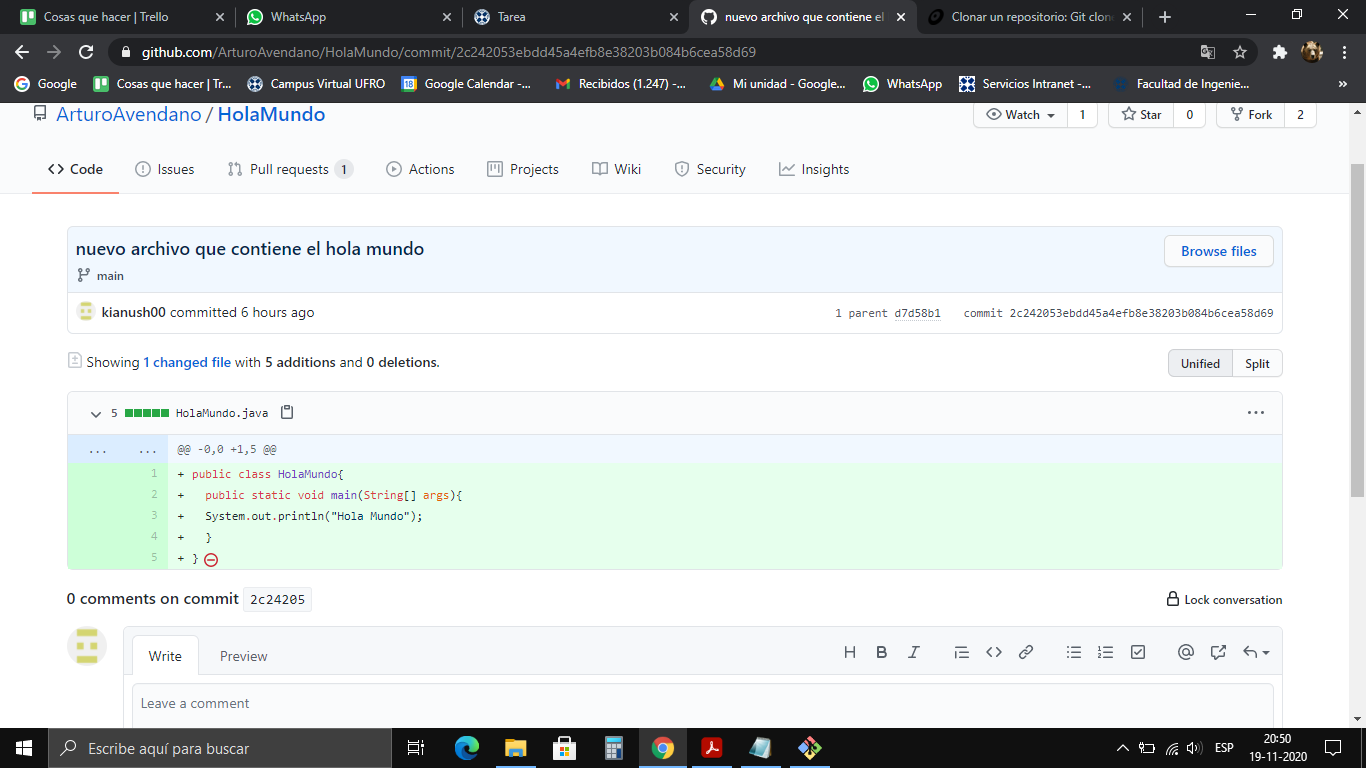 Cosas que hacer | Trello
WhatsApp
Tarea
nuevo archivo que contiene el
Clonar un repositorio: Git clon
github.com/ArturoAvendano/HolaMundo/commit/2c242053ebdd45a4efb8e38203b084b6cea58d69
Google
Cosas que hacer | Tr...
Campus Virtual UFRO
18
Google Calendar -...
Recibidos (1.247) -...
Mi unidad - Google...
WhatsApp
Servicios Intranet -...
Facultad de Ingenie...
»
ArturoAvendano / HolaMundo
Watch 1
Star 0
Fork 2
<> Code
Issues
Pull requests 1
Actions
Projects
Wiki
Security
Insights
nuevo archivo que contiene el hola mundo
Browse files
main
kianush00 committed 6 hours ago
1 parent d7d58b1 commit 2c242053ebdd45a4efb8e38203b084b6cea58d69
Showing 1 changed file with 5 additions and 0 deletions.
Unified Split
5 HolaMundo.java
...
... ... @@ -0,0 +1,5 @@
1 + public class HolaMundo{
2 + public static void main(String[] args){
3 + System.out.println("Hola Mundo");
4 + }
5 + }
0 comments on commit 2c24205
Lock conversation
Write Preview
H B I <> @
Leave a comment
Escribe aquí para buscar
ESP
20:50
19-11-2020